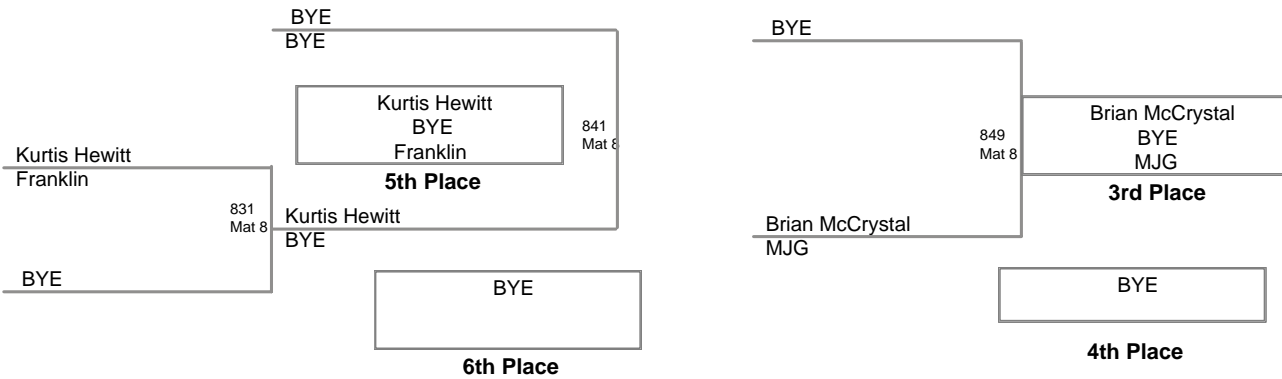 BYE
BYE
Kurtis Hewitt
BYE
Franklin
5th Place
841
Mat 8
Kurtis Hewitt
Franklin
831
Mat 8
Kurtis Hewitt
BYE
BYE
BYE
6th Place
BYE
849
Mat 8
Brian McCrystal
BYE
MJG
3rd Place
Brian McCrystal
MJG
BYE
4th Place